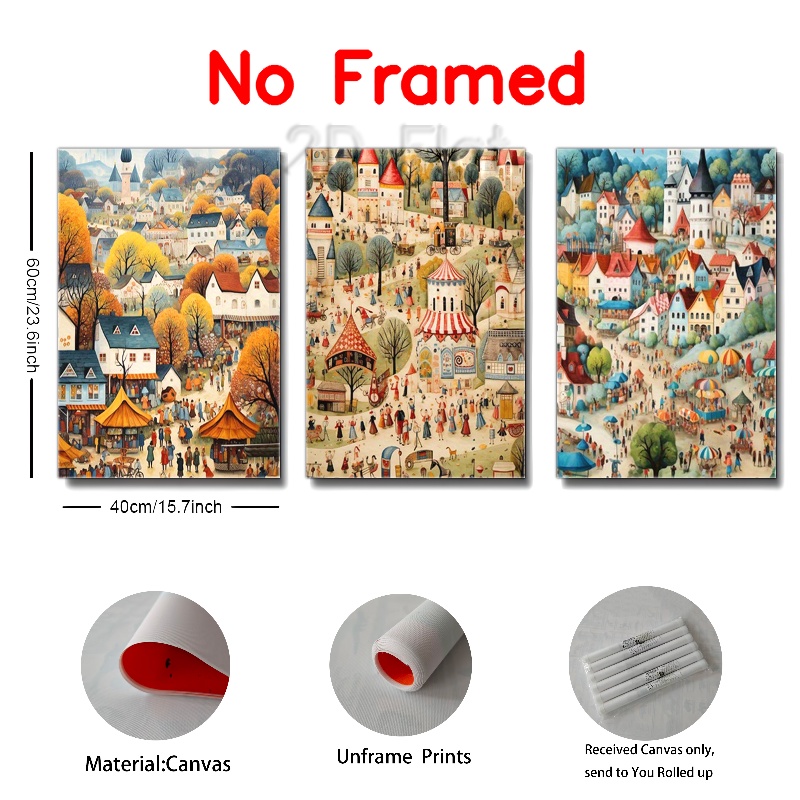 No Framed
2D Flat
60cm/23.6inch
40cm/15.7inch
Material:Canvas
Unframe Prints
Received Canvas only,
send to You Rolled up